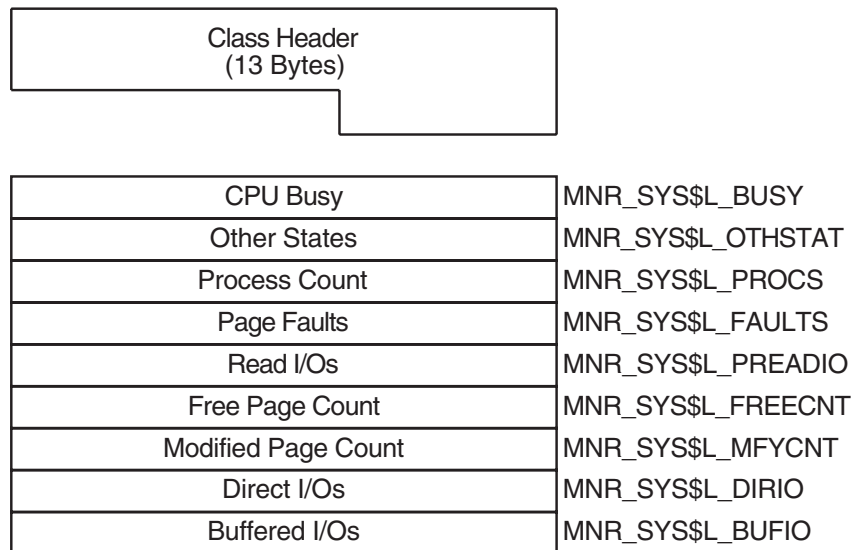 Class Header
(13 Bytes)
CPU Busy MNR_SYS$L_BUSY
Other States MNR_SYS$L_OTHSTAT
Process Count MNR_SYS$L_PROCS
Page Faults MNR_SYS$L_FAULTS
Read I/Os MNR_SYS$L_PREADIO
Free Page Count MNR_SYS$L_FREECNT
Modified Page Count MNR_SYS$L_MFYCNT
Direct I/Os MNR_SYS$L_DIRIO
Buffered I/Os MNR_SYS$L_BUFIO